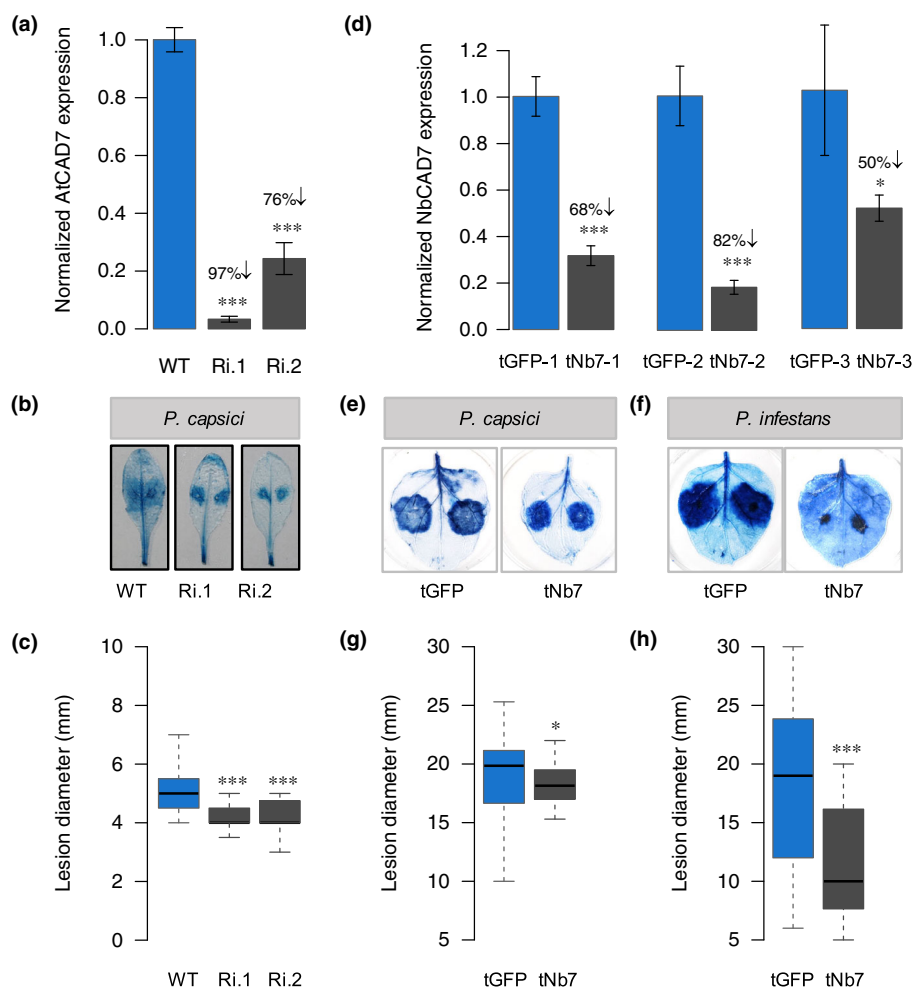 (a)
Normalized AtCAD7 expression
1.0
0.8
0.6
0.4
0.2
0.0
97%↓
***
76%↓
***
WT Ri.1 Ri.2
(d)
Normalized NbCAD7 expression
1.2
1.0
0.8
0.6
0.4
0.2
0.0
68%↓
***
82%↓
***
50%↓
*
tGFP-1 tNb7-1 tGFP-2 tNb7-2 tGFP-3 tNb7-3
(b)
P. capsici
WT Ri.1 Ri.2
(e)
P. capsici
tGFP tNb7
(f)
P. infestans
tGFP tNb7
(c)
Lesion diameter (mm)
10
8
6
4
2
0
*** ***
WT Ri.1 Ri.2
(g)
Lesion diameter (mm)
30
25
20
15
10
5
*
tGFP tNb7
(h)
Lesion diameter (mm)
30
25
20
15
10
5
***
tGFP tNb7